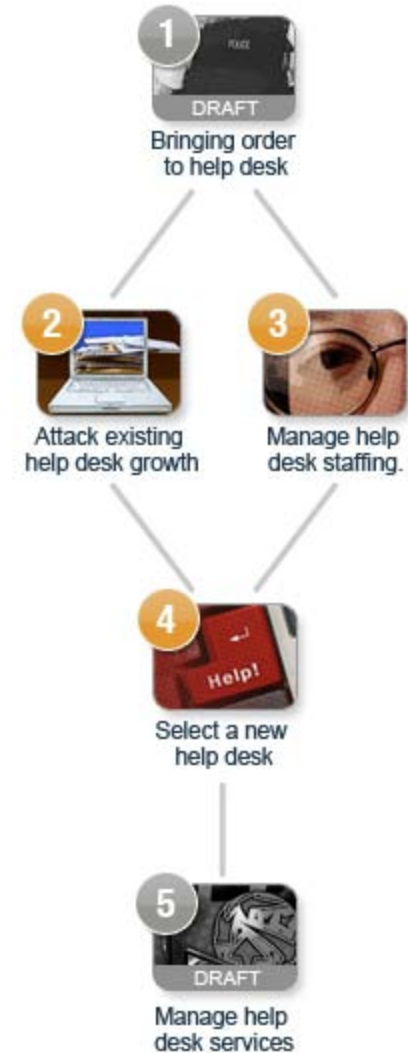 1
POLICE
DRAFT
Bringing order
to help desk
2
3
Attack existing
help desk growth
Manage help
desk staffing.
4
Help!
Select a new
help desk
5
DRAFT
Manage help
desk services